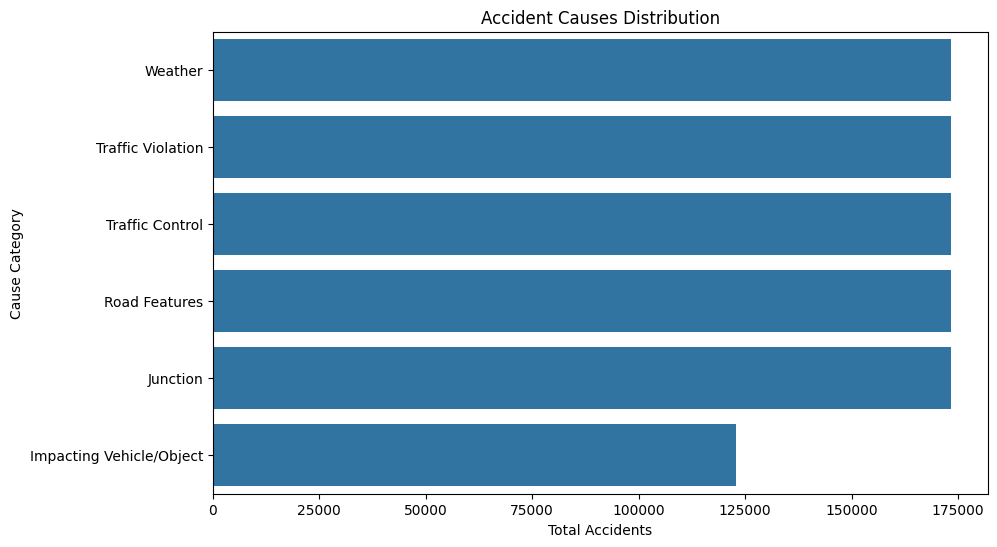 Accident Causes Distribution
Cause Category
Weather
Traffic Violation
Traffic Control
Road Features
Junction
Impacting Vehicle/Object
0 25000 50000 75000 100000 125000 150000 175000
Total Accidents